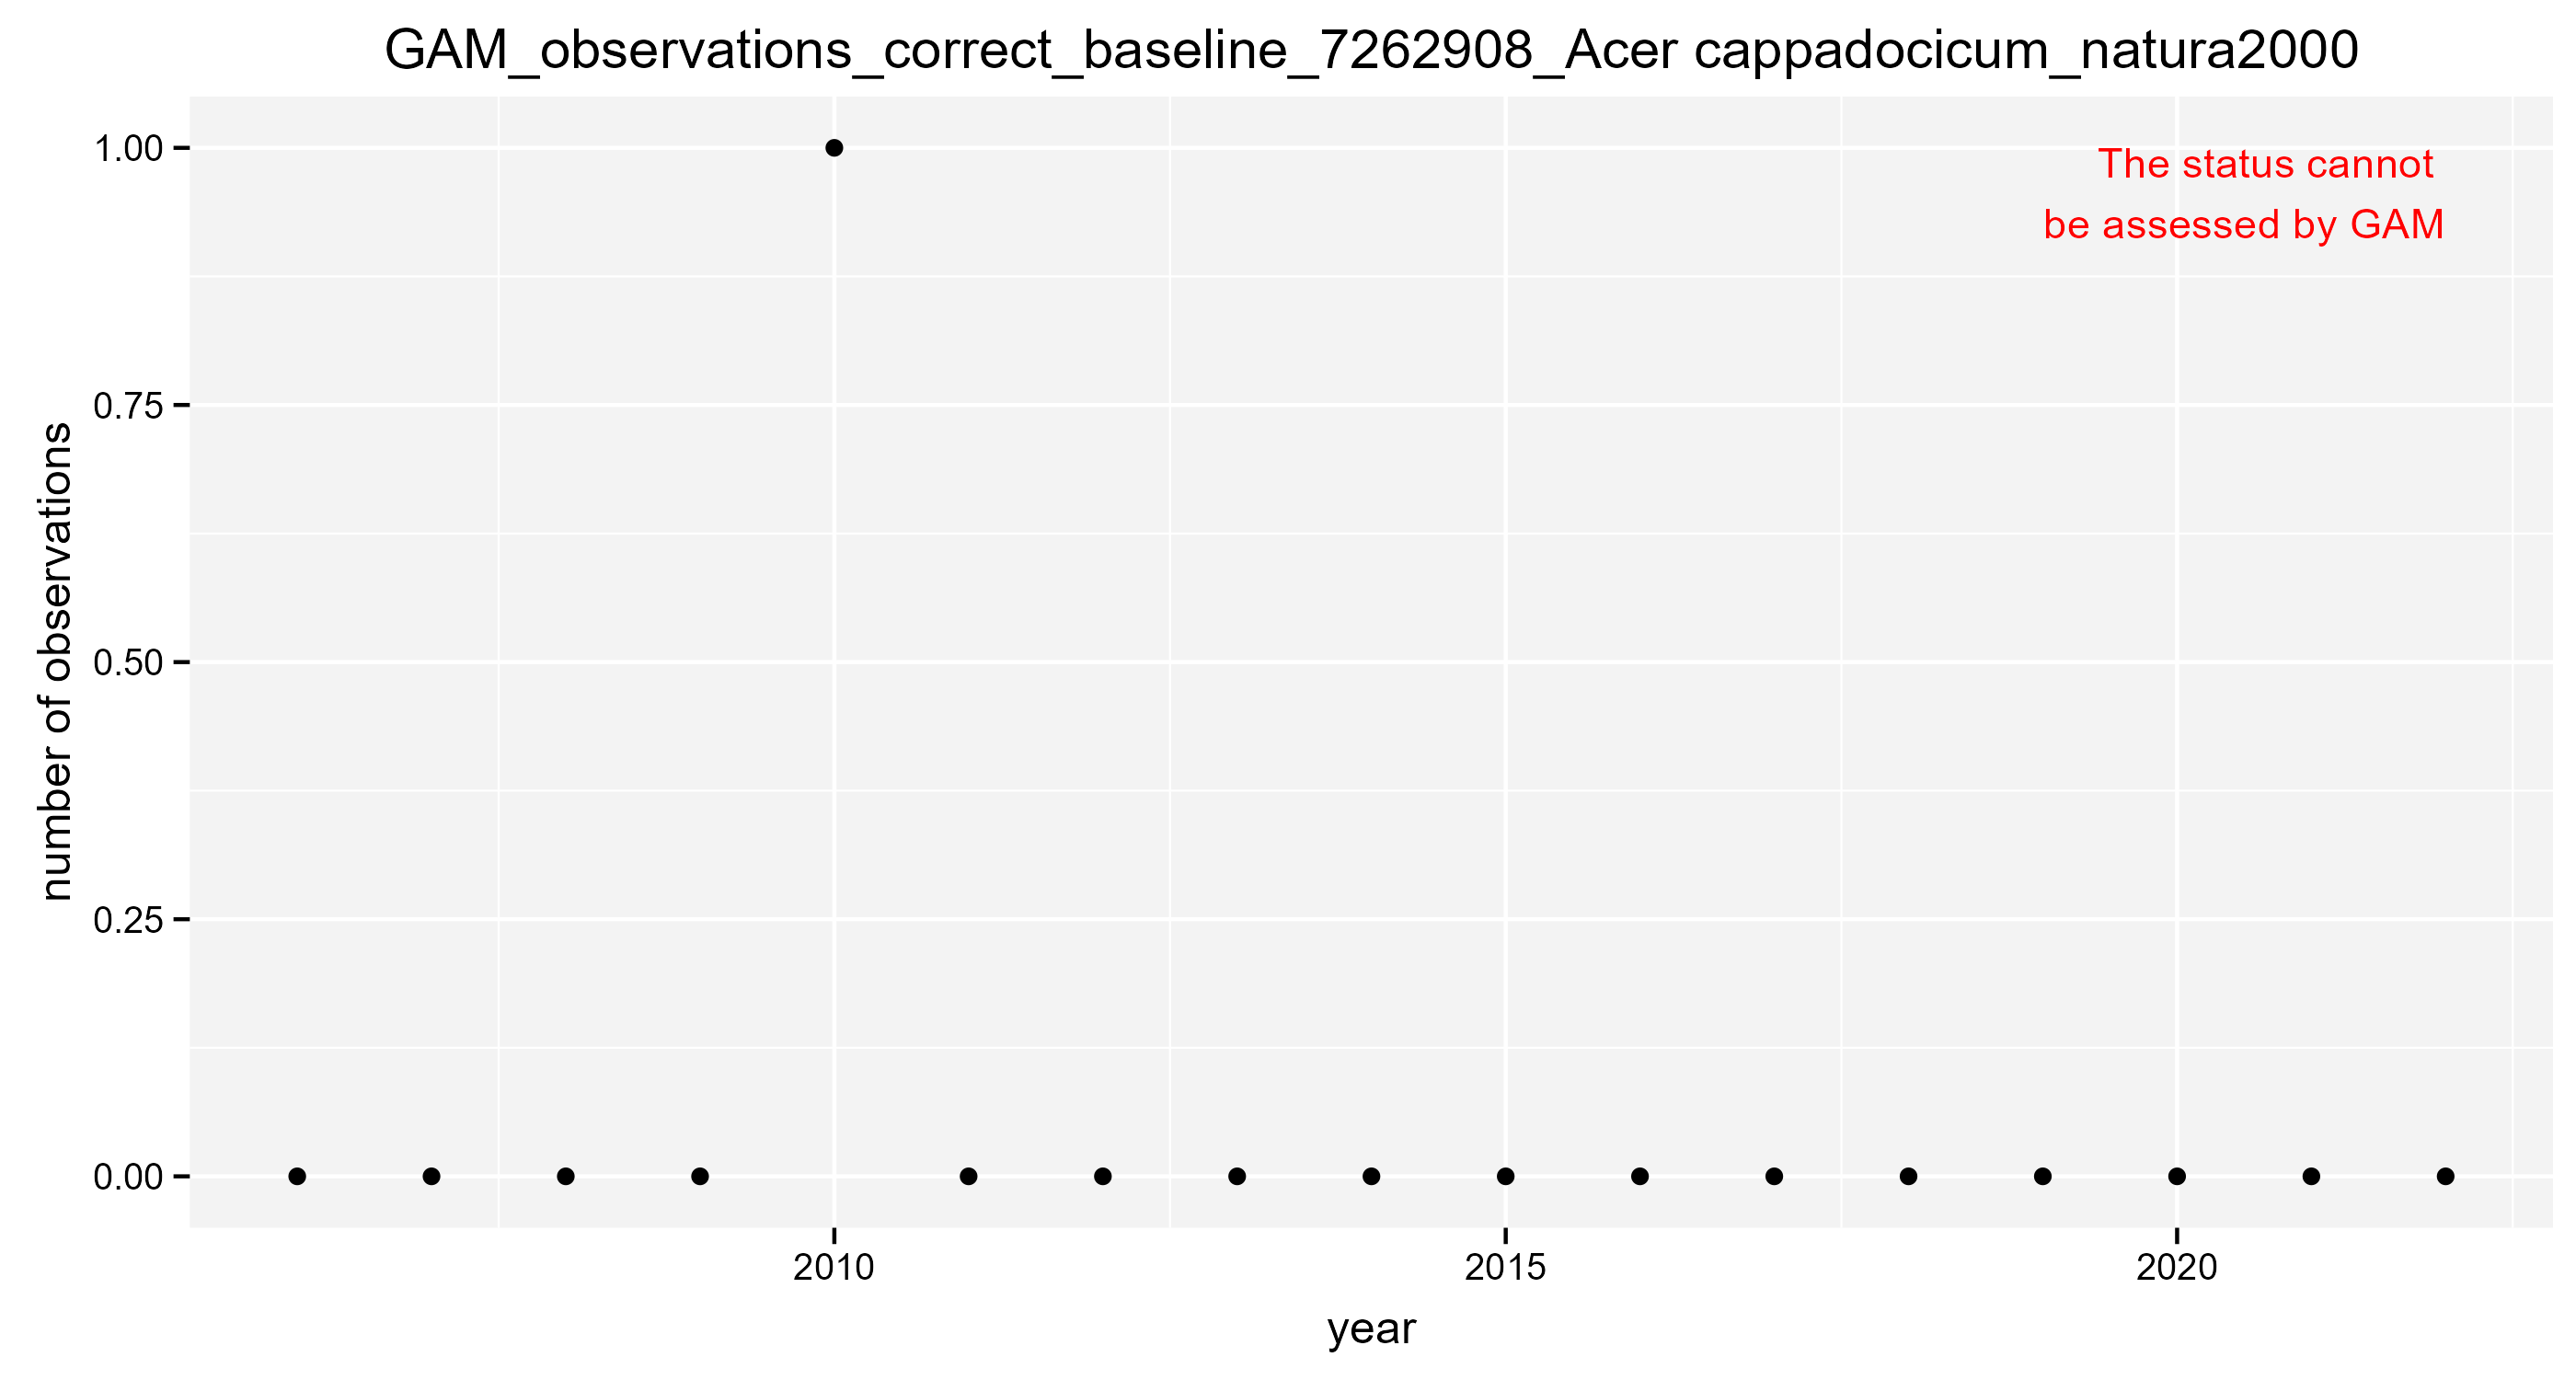 GAM_observations_correct_baseline_7262908_Acer cappadocicum_natura2000
The status cannot
be assessed by GAM
1.00
0.75
0.50
0.25
0.00
number of observations
2010
2015
2020
year